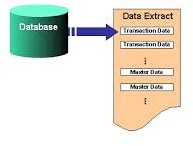 Data Extract
Database
Transaction Data
Transaction Data
Master Data
Master Data